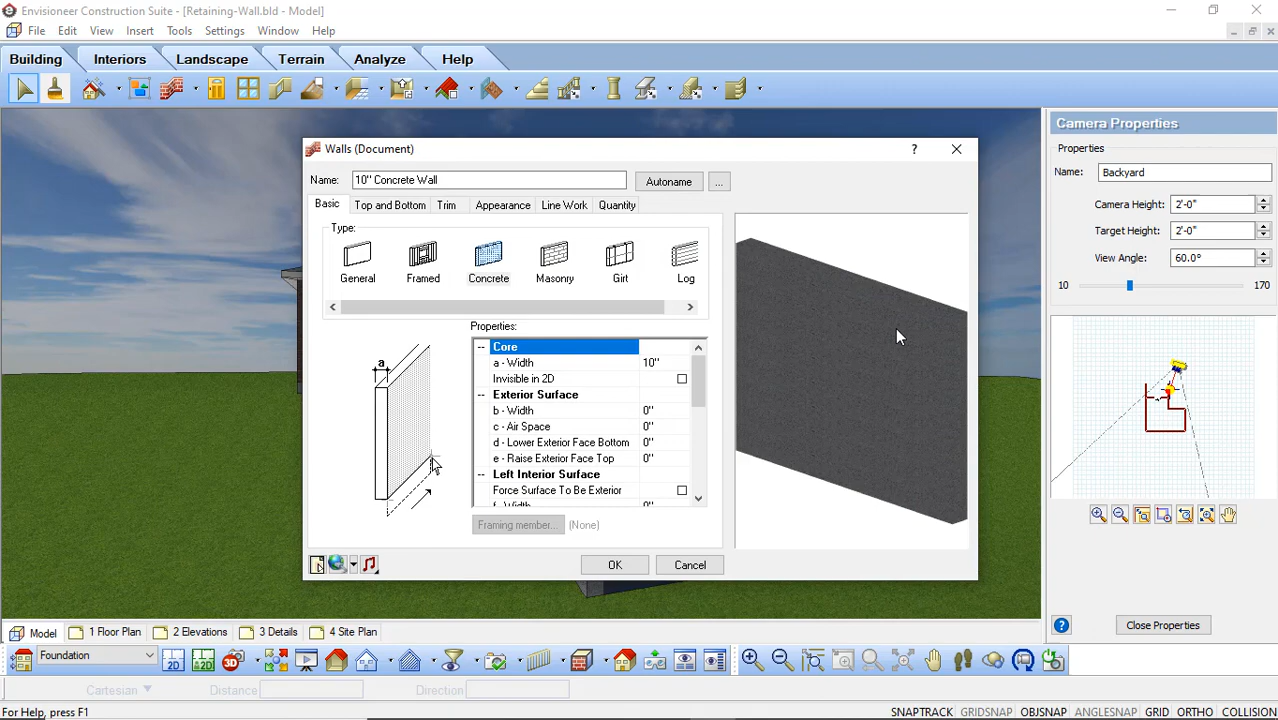 Envisioneer Construction Suite - [Retaining-Wall.bld - Model]
File Edit View Insert Tools Settings Window Help
Building Interiors Landscape Terrain Analyze Help
Camera Properties
Properties
Name: Backyard
Camera Height: 2'-0"
Target Height: 2'-0"
View Angle: 60.0°
10 170
Close Properties
Walls (Document)
Name: 10" Concrete Wall Autoname ...
Basic Top and Bottom Trim Appearance Line Work Quantity
Type:
General Framed Concrete Masonry Girt Log
Properties:
a
Core
a - Width 10"
Invisible in 2D
Exterior Surface
b - Width 0"
c - Air Space 0"
d - Lower Exterior Face Bottom 0"
e - Raise Exterior Face Top 0"
Left Interior Surface
Force Surface To Be Exterior
f - Width 0"
Framing member... (None)
OK Cancel
Model 1 Floor Plan 2 Elevations 3 Details 4 Site Plan
Foundation 2D 2D 3D
Cartesian Distance Direction
For Help, press F1 SNAPTRACK GRIDSNAP OBJSNAP ANGLESNAP GRID ORTHO COLLISION